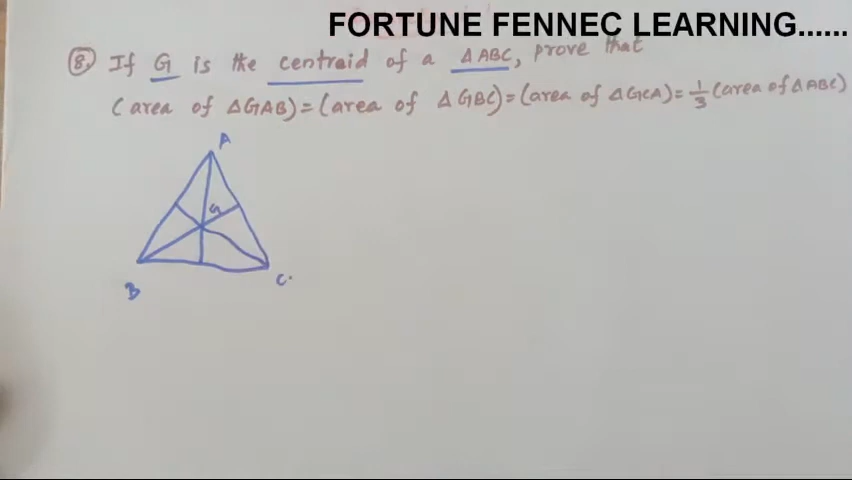 FORTUNE FENNEC LEARNING......
8. If G is the centroid of a ΔABC, prove that
(area of ΔGAB) = (area of ΔGBC) = (area of ΔGCA) = 1/3 (area of ΔABC)
A
G
B
C.